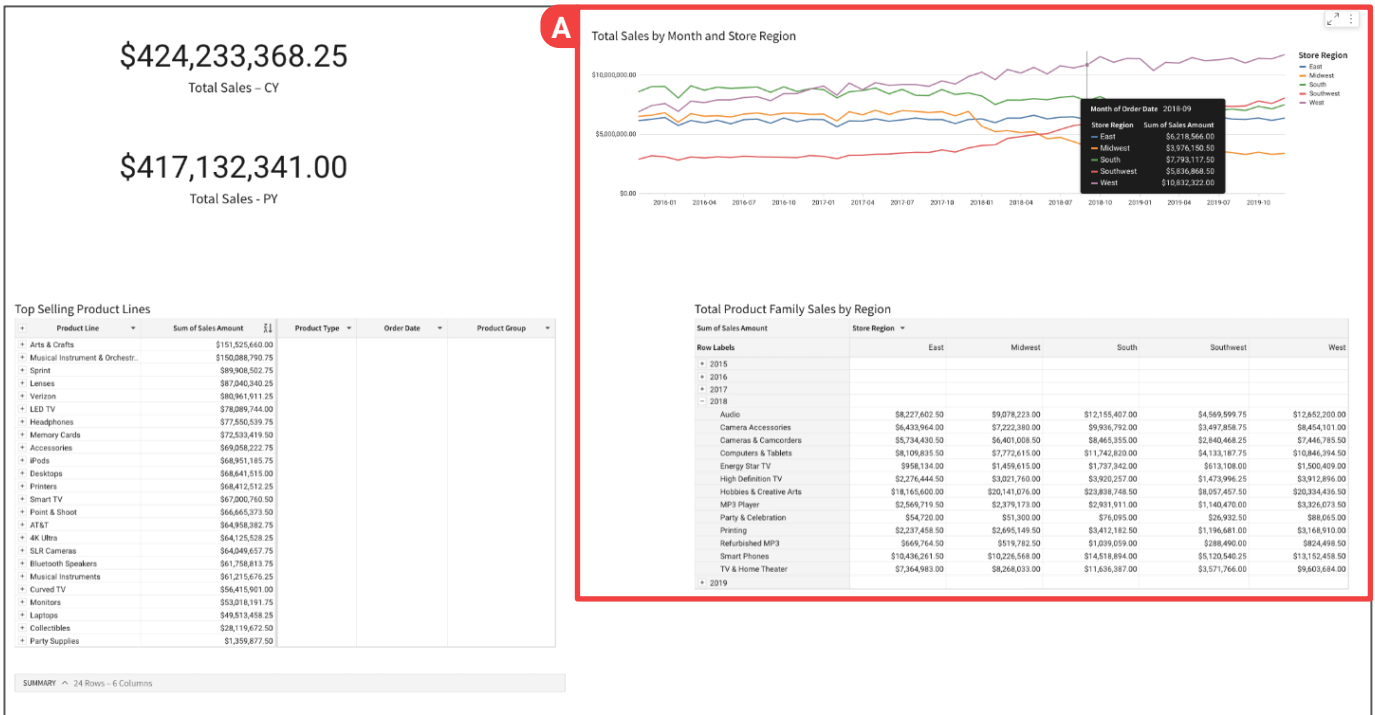 $424,233,368.25
Total Sales – CY
$417,132,341.00
Total Sales - PY
A
Total Sales by Month and Store Region
$10,000,000.00
$5,000,000.00
$0.00
2016-01 2016-04 2016-07 2016-10 2017-01 2017-04 2017-07 2017-10 2018-01 2018-04 2018-07 2018-10 2019-01 2019-04 2019-07 2019-10
Store Region
East
Midwest
South
Southwest
West
Month of Order Date 2018-09
Store Region Sum of Sales Amount
East $6,218,566.00
Midwest $3,976,150.50
South $7,793,117.50
Southwest $5,836,868.50
West $10,832,322.00
Top Selling Product Lines
Product Line Sum of Sales Amount Product Type Order Date Product Group
Arts & Crafts $151,525,660.00
Musical Instrument & Orchestr.. $150,088,790.75
Sprint $89,908,502.75
Lenses $87,040,340.25
Verizon $80,961,911.25
LED TV $78,089,744.00
Headphones $77,550,539.75
Memory Cards $72,533,419.50
Accessories $69,058,222.75
iPods $68,951,185.75
Desktops $68,641,515.00
Printers $68,412,512.25
Smart TV $67,000,760.50
Point & Shoot $66,665,373.50
AT&T $64,958,382.75
4K Ultra $64,125,528.25
SLR Cameras $64,049,657.75
Bluetooth Speakers $61,758,813.75
Musical Instruments $61,215,676.25
Curved TV $56,415,901.00
Monitors $53,018,191.75
Laptops $49,513,458.25
Collectibles $28,119,672.50
Party Supplies $1,359,877.50
SUMMARY 24 Rows – 6 Columns
Total Product Family Sales by Region
Sum of Sales Amount Store Region
Row Labels East Midwest South Southwest West
2015
2016
2017
2018
Audio $8,227,602.50 $9,078,223.00 $12,155,407.00 $4,569,599.75 $12,652,200.00
Camera Accessories $6,433,964.00 $7,222,380.00 $9,936,792.00 $3,497,858.75 $8,454,101.00
Cameras & Camcorders $5,734,430.50 $6,401,008.50 $8,465,355.00 $2,840,468.25 $7,446,785.50
Computers & Tablets $8,109,835.50 $7,772,615.00 $11,742,820.00 $4,133,187.75 $10,846,394.50
Energy Star TV $958,134.00 $1,459,615.00 $1,737,342.00 $613,108.00 $1,500,409.00
High Definition TV $2,276,444.50 $3,021,760.00 $3,920,257.00 $1,473,996.25 $3,912,896.00
Hobbies & Creative Arts $18,165,600.00 $20,141,076.00 $23,838,748.50 $8,057,457.50 $20,334,436.50
MP3 Player $2,569,719.50 $2,379,173.00 $2,931,911.00 $1,140,470.00 $3,326,073.50
Party & Celebration $54,720.00 $51,300.00 $76,095.00 $26,932.50 $88,065.00
Printing $2,237,458.50 $2,695,149.50 $3,412,182.50 $1,196,681.00 $3,168,910.00
Refurbished MP3 $669,764.50 $519,782.50 $1,039,059.00 $288,490.00 $824,498.50
Smart Phones $10,436,261.50 $10,226,568.00 $14,518,894.00 $5,120,540.25 $13,152,458.50
TV & Home Theater $7,364,983.00 $8,268,033.00 $11,636,387.00 $3,571,766.00 $9,603,684.00
2019